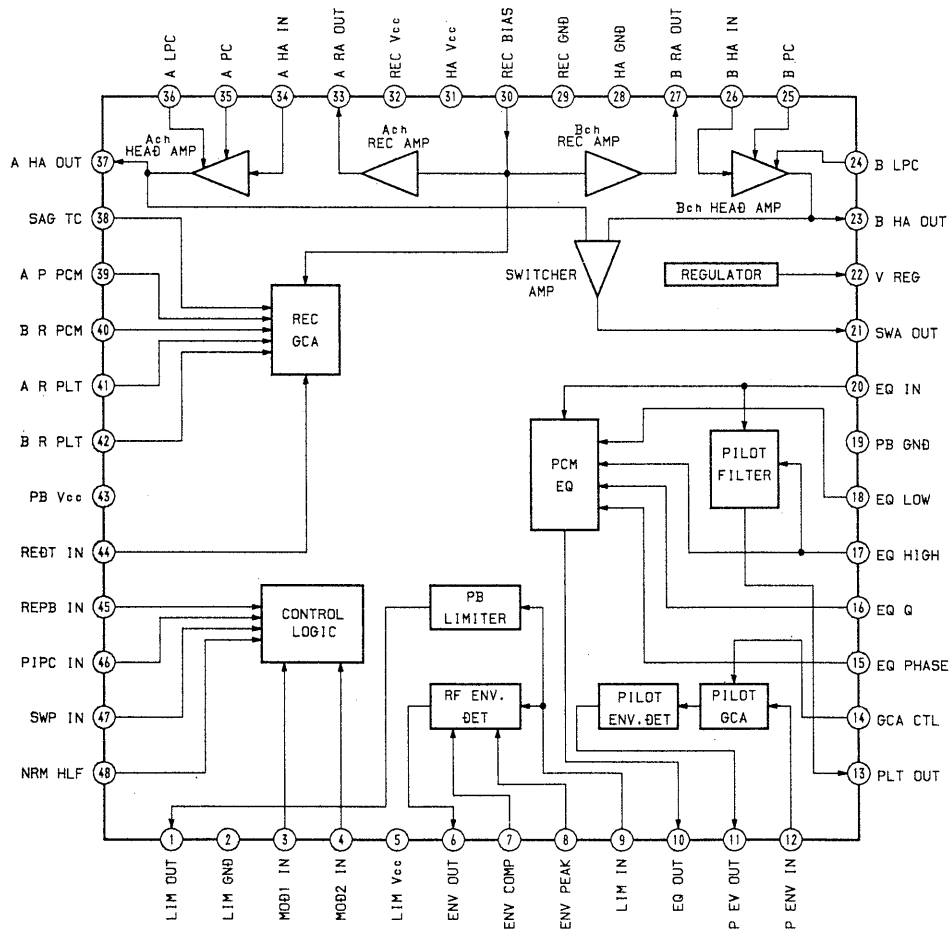 A LPC
A PC
A HA IN
A RA OUT
REC Vcc
HA Vcc
REC BIAS
REC GND
HA GND
B RA OUT
B HA IN
B PC
36
35
34
33
32
31
30
29
28
27
26
25
Ach
HEAD AMP
Ach
REC AMP
Bch
REC AMP
Bch HEAD AMP
SWITCHER
AMP
REGULATOR
REC
GCA
PCM
EQ
PILOT
FILTER
CONTROL
LOGIC
PB
LIMITER
RF ENV.
DET
PILOT
ENV.DET
PILOT
GCA
A HA OUT 37
SAG TC 38
A P PCM 39
B R PCM 40
A R PLT 41
B R PLT 42
PB Vcc 43
REDT IN 44
REPB IN 45
PIPC IN 46
SWP IN 47
NRM HLF 48
24 B LPC
23 B HA OUT
22 V REG
21 SWA OUT
20 EQ IN
19 PB GND
18 EQ LOW
17 EQ HIGH
16 EQ Q
15 EQ PHASE
14 GCA CTL
13 PLT OUT
1
2
3
4
5
6
7
8
9
10
11
12
LIM OUT
LIM GND
MOD1 IN
MOD2 IN
LIM Vcc
ENV OUT
ENV COMP
ENV PEAK
LIM IN
EQ OUT
P EV OUT
P ENV IN